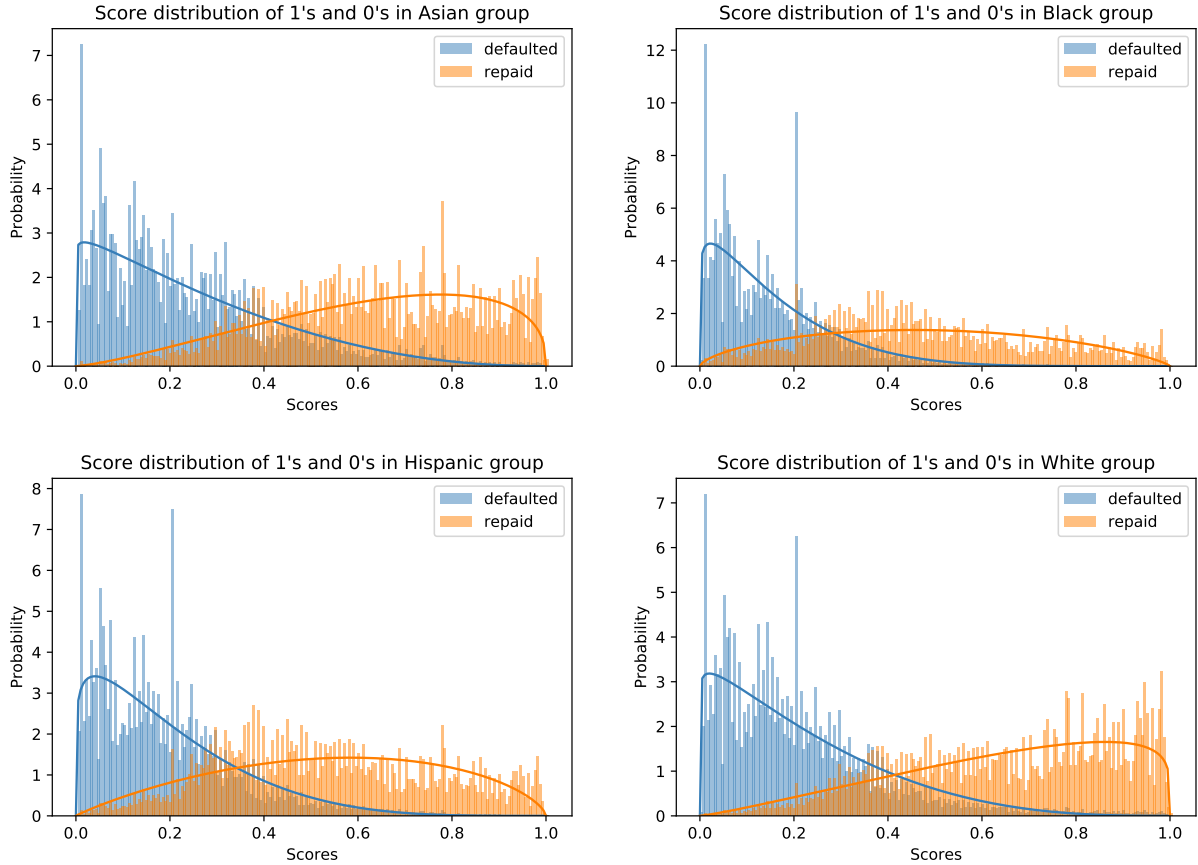 Score distribution of 1's and 0's in Asian group
defaulted
repaid
Probability
7
6
5
4
3
2
1
0
0.0 0.2 0.4 0.6 0.8 1.0
Scores
Score distribution of 1's and 0's in Black group
defaulted
repaid
Probability
12
10
8
6
4
2
0
0.0 0.2 0.4 0.6 0.8 1.0
Scores
Score distribution of 1's and 0's in Hispanic group
defaulted
repaid
Probability
8
7
6
5
4
3
2
1
0
0.0 0.2 0.4 0.6 0.8 1.0
Scores
Score distribution of 1's and 0's in White group
defaulted
repaid
Probability
7
6
5
4
3
2
1
0
0.0 0.2 0.4 0.6 0.8 1.0
Scores